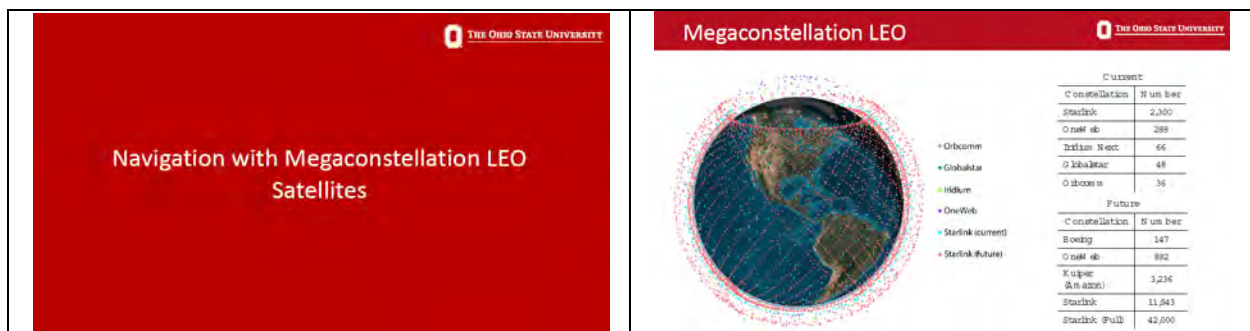 THE OHIO STATE UNIVERSITY
Navigation with Megaconstellation LEO
Satellites
Megaconstellation LEO
THE OHIO STATE UNIVERSITY
Orbcomm
Globalstar
Iridium
OneWeb
Starlink (current)
Starlink (future)
Current
Constellation Number
Starlink 2,300
OneWeb 288
Iridium Next 66
Globalstar 48
Orbcomm 36
Future
Constellation Number
Boeing 147
OneWeb 882
Kuiper
(Amazon) 3,236
Starlink 11,943
Starlink (Full) 42,000